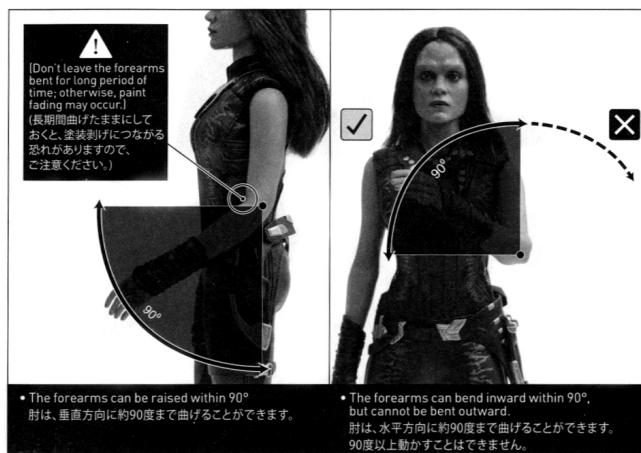 !
[Don't leave the forearms
bent for long period of
time; otherwise, paint
fading may occur.]
(長期間曲げたままにして
おくと、塗装剥げにつながる
恐れがありますので、
ご注意ください。)
90º
90º
• The forearms can be raised within 90°
肘は、垂直方向に約90度まで曲げることができます。
• The forearms can bend inward within 90°,
but cannot be bent outward.
肘は、水平方向に約90度まで曲げることができます。
90度以上動かすことはできません。